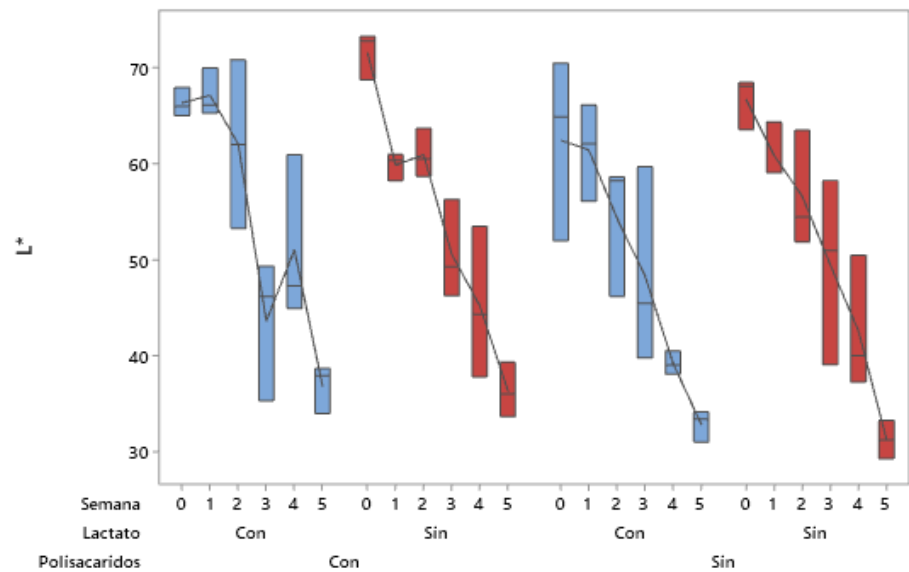 70
60
50
40
30
L*
Semana 0 1 2 3 4 5 0 1 2 3 4 5 0 1 2 3 4 5 0 1 2 3 4 5
Lactato Con Sin Con Sin
Polisacaridos Con Sin